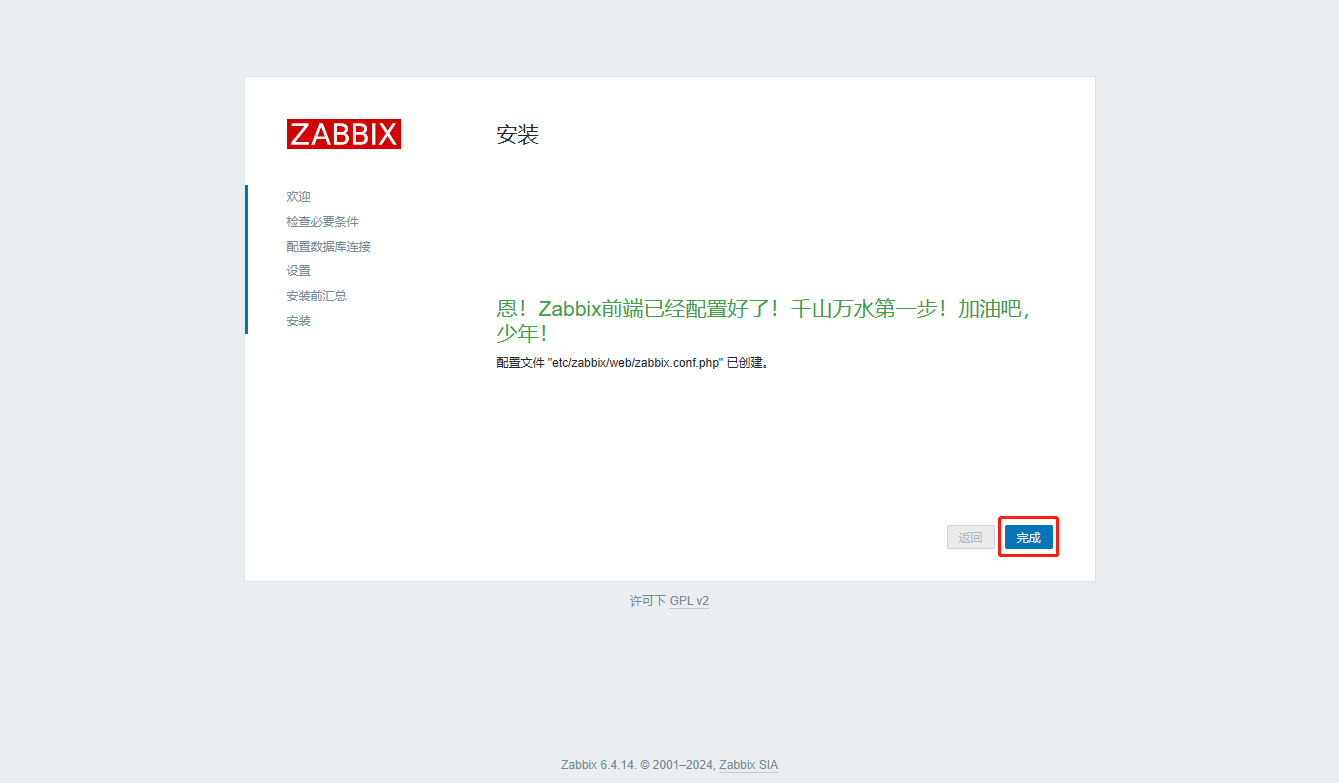 ZABBIX
安装
欢迎
检查必要条件
配置数据库连接
设置
安装前汇总
安装
恩！Zabbix前端已经配置好了！千山万水第一步！加油吧，
少年！
配置文件 "etc/zabbix/web/zabbix.conf.php" 已创建。
返回
完成
许可下 GPL v2
Zabbix 6.4.14. © 2001–2024, Zabbix SIA